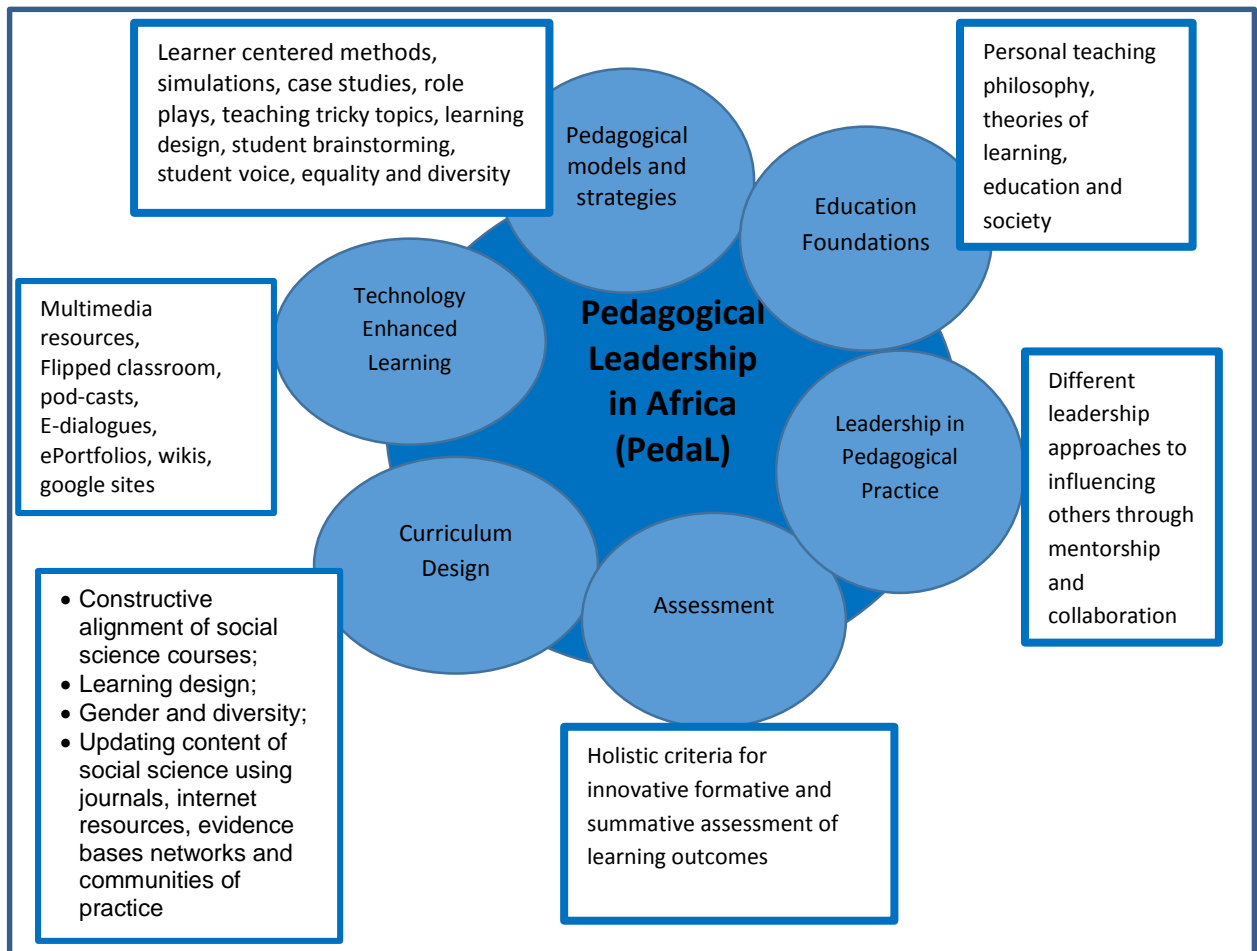 Learner centered methods,
simulations, case studies, role
plays, teaching tricky topics, learning
design, student brainstorming,
student voice, equality and diversity
Pedagogical
models and
strategies
Personal teaching
philosophy,
theories of
learning,
education and
society
Education
Foundations
Multimedia
resources,
Flipped classroom,
pod-casts,
E-dialogues,
ePortfolios, wikis,
google sites
Technology
Enhanced
Learning
Pedagogical
Leadership
in Africa
(PedaL)
Leadership in
Pedagogical
Practice
Different
leadership
approaches to
influencing
others through
mentorship
and
collaboration
Curriculum
Design
Assessment
• Constructive
alignment of social
science courses;
• Learning design;
• Gender and diversity;
• Updating content of
social science using
journals, internet
resources, evidence
bases networks and
communities of
practice
Holistic criteria for
innovative formative and
summative assessment of
learning outcomes